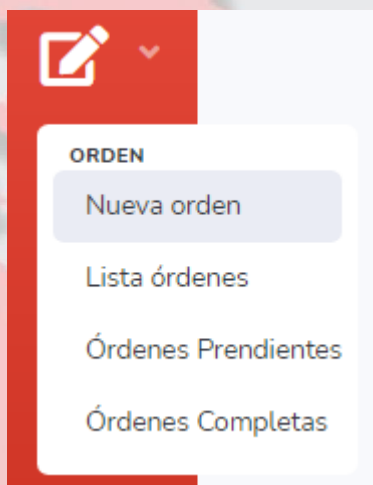 ORDEN
Nueva orden
Lista órdenes
Órdenes Prendientes
Órdenes Completas